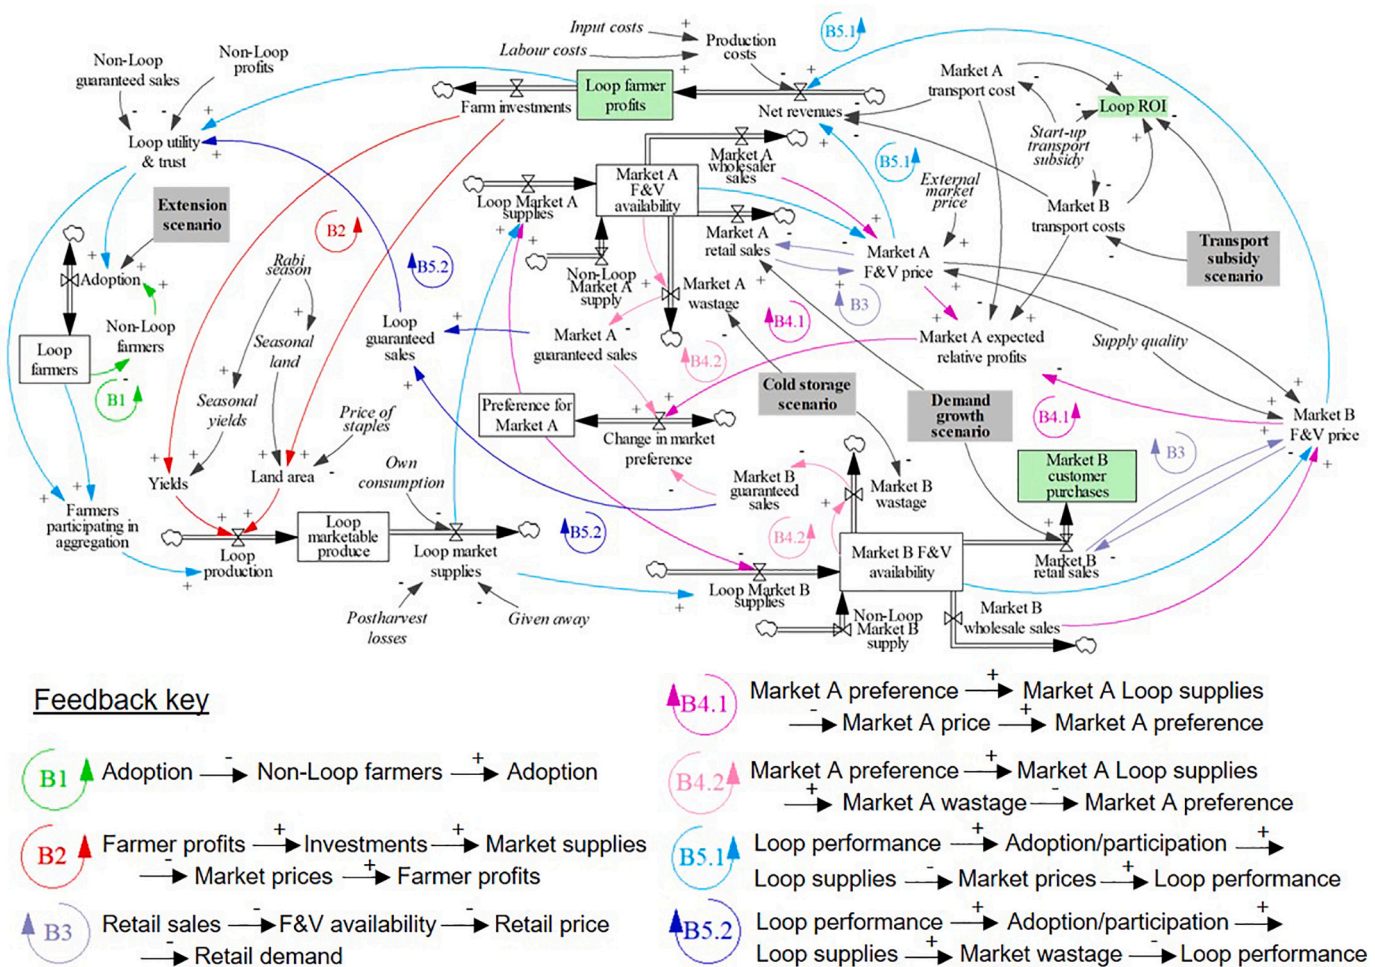 Input costs
Labour costs
Production
costs
B5.1
Non-Loop
guaranteed sales
Non-Loop
profits
Loop farmer
profits
Farm investments
Net revenues
Market A
transport cost
Loop ROI
Start-up
transport
subsidy
Loop utility
& trust
Market A
wholesaler
sales
B5.1
Market A
F&V
availability
Loop Market A
supplies
External
market
price
Market B
transport costs
Extension
scenario
B2
Market A
retail sales
Market A
F&V price
Transport
subsidy
scenario
Adoption
Rabi
season
B5.2
Non-Loop
Market A
supply
Market A
wastage
B3
Non-Loop
farmers
Loop
farmers
B1
Seasonal
land
Loop
guaranteed
sales
Market A
guaranteed sales
B4.1
B4.2
Market A expected
relative profits
Supply quality
Seasonal
yields
Price of
staples
Preference for
Market A
Change in market
preference
Cold storage
scenario
Demand
growth
scenario
B4.1
Market B
F&V price
B3
Yields
Land area
Own
consumption
Market B
guaranteed
sales
Market B
wastage
Market B
customer
purchases
Farmers
participating in
aggregation
Loop
production
Loop
marketable
produce
Loop market
supplies
B5.2
B4.2
Market B F&V
availability
Market B
retail sales
Loop Market B
supplies
Postharvest
losses
Given away
Non-Loop
Market B
supply
Market B
wholesale sales
Feedback key
B1 Adoption - Non-Loop farmers + Adoption
B2 Farmer profits + Investments + Market supplies
- Market prices + Farmer profits
B3 Retail sales - F&V availability - Retail price
- Retail demand
B4.1 Market A preference + Market A Loop supplies
- Market A price + Market A preference
B4.2 Market A preference + Market A Loop supplies
+ Market A wastage - Market A preference
B5.1 Loop performance + Adoption/participation +
Loop supplies - Market prices + Loop performance
B5.2 Loop performance + Adoption/participation +
Loop supplies + Market wastage - Loop performance